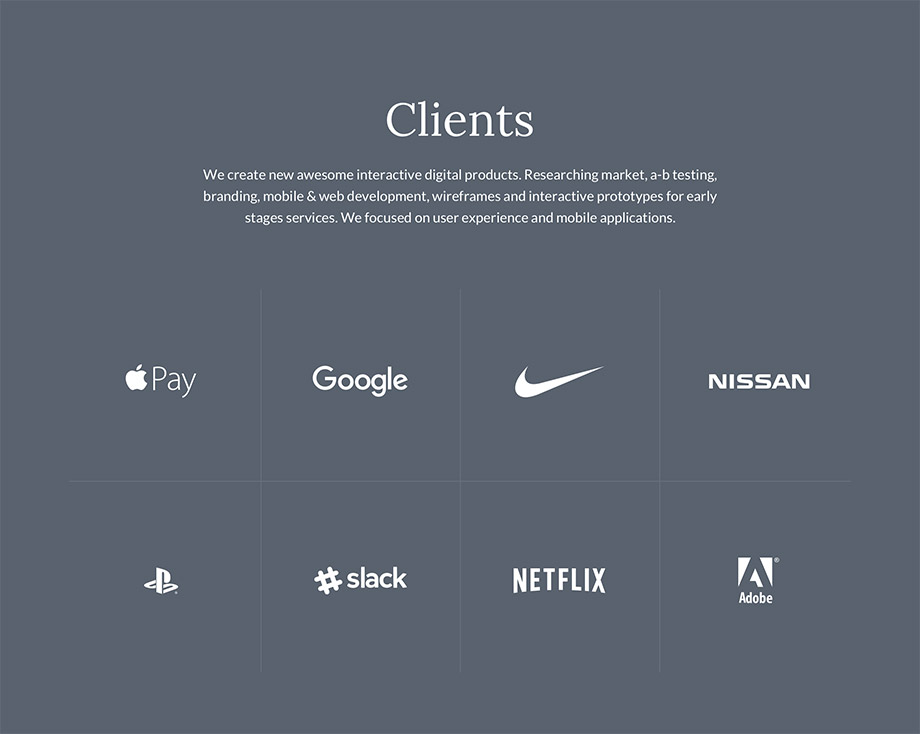 Clients
We create new awesome interactive digital products. Researching market, a-b testing,
branding, mobile & web development, wireframes and interactive prototypes for early
stages services. We focused on user experience and mobile applications.
Pay
Google
NISSAN
slack
NETFLIX
Adobe®